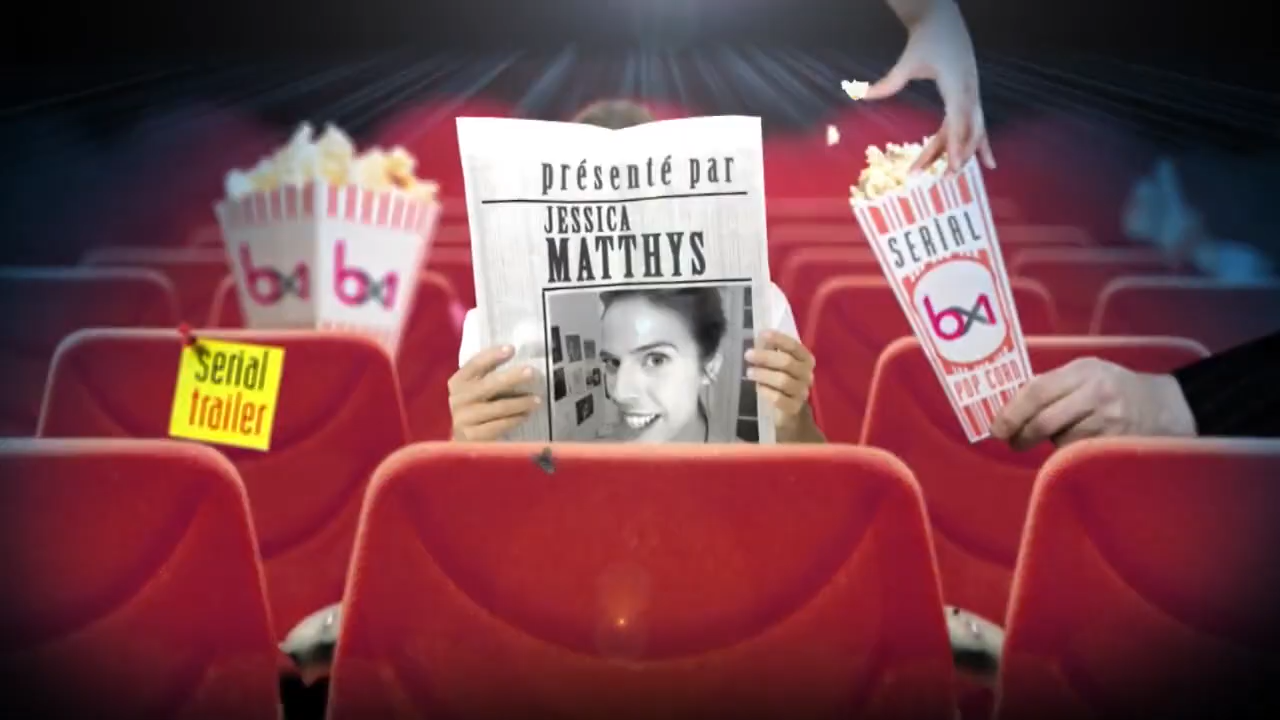 présenté par
JESSICA
MATTHYS
serial
trailer
bx1
bx1
SERIAL
bx1
POP CORN